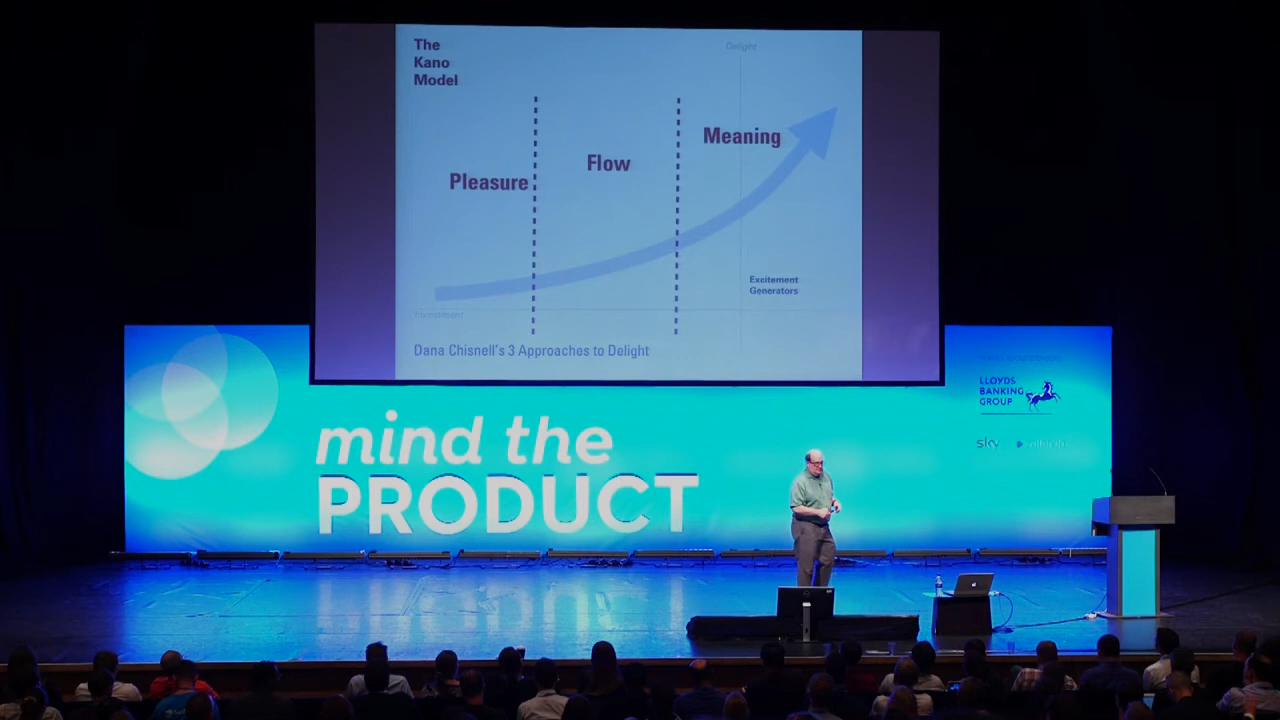 The
Kano
Model
Delight
Pleasure
Flow
Meaning
Excitement
Generators
Investment
Dana Chisnell's 3 Approaches to Delight
mind the
PRODUCT
LLOYDS
BANKING
GROUP
sky